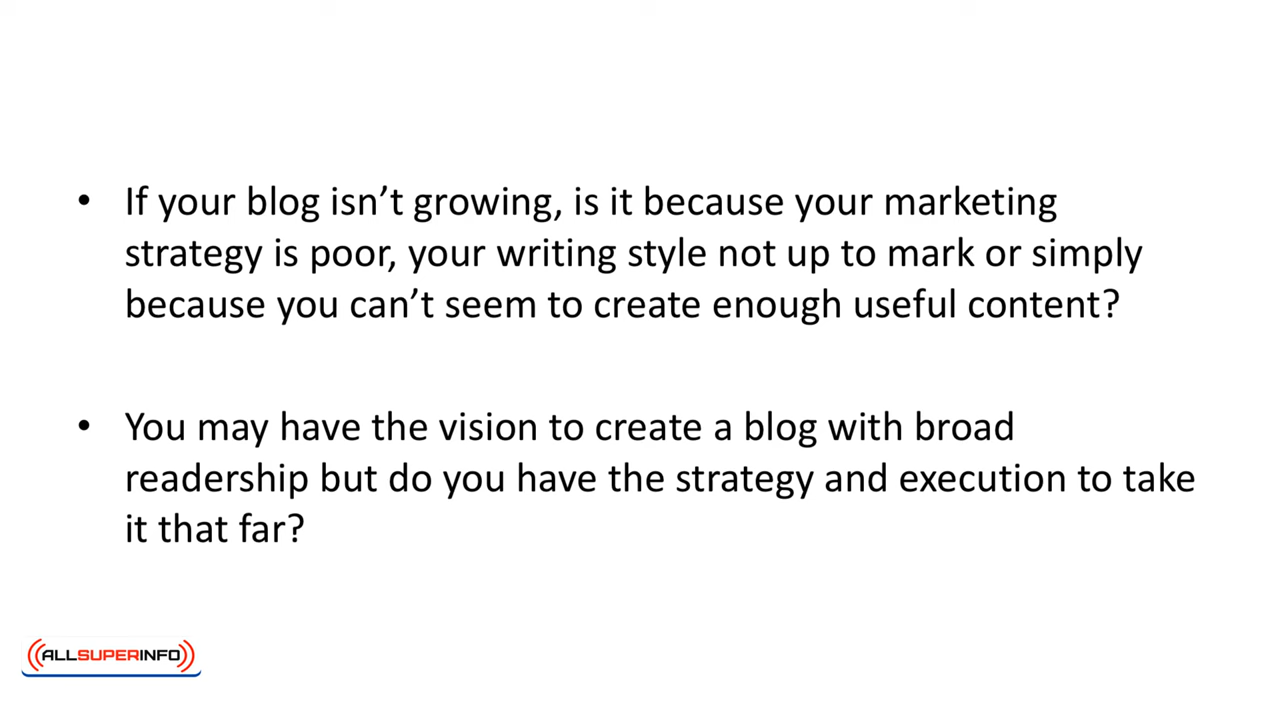 • If your blog isn’t growing, is it because your marketing
strategy is poor, your writing style not up to mark or simply
because you can’t seem to create enough useful content?
• You may have the vision to create a blog with broad
readership but do you have the strategy and execution to take
it that far?
ALLSUPERINFO